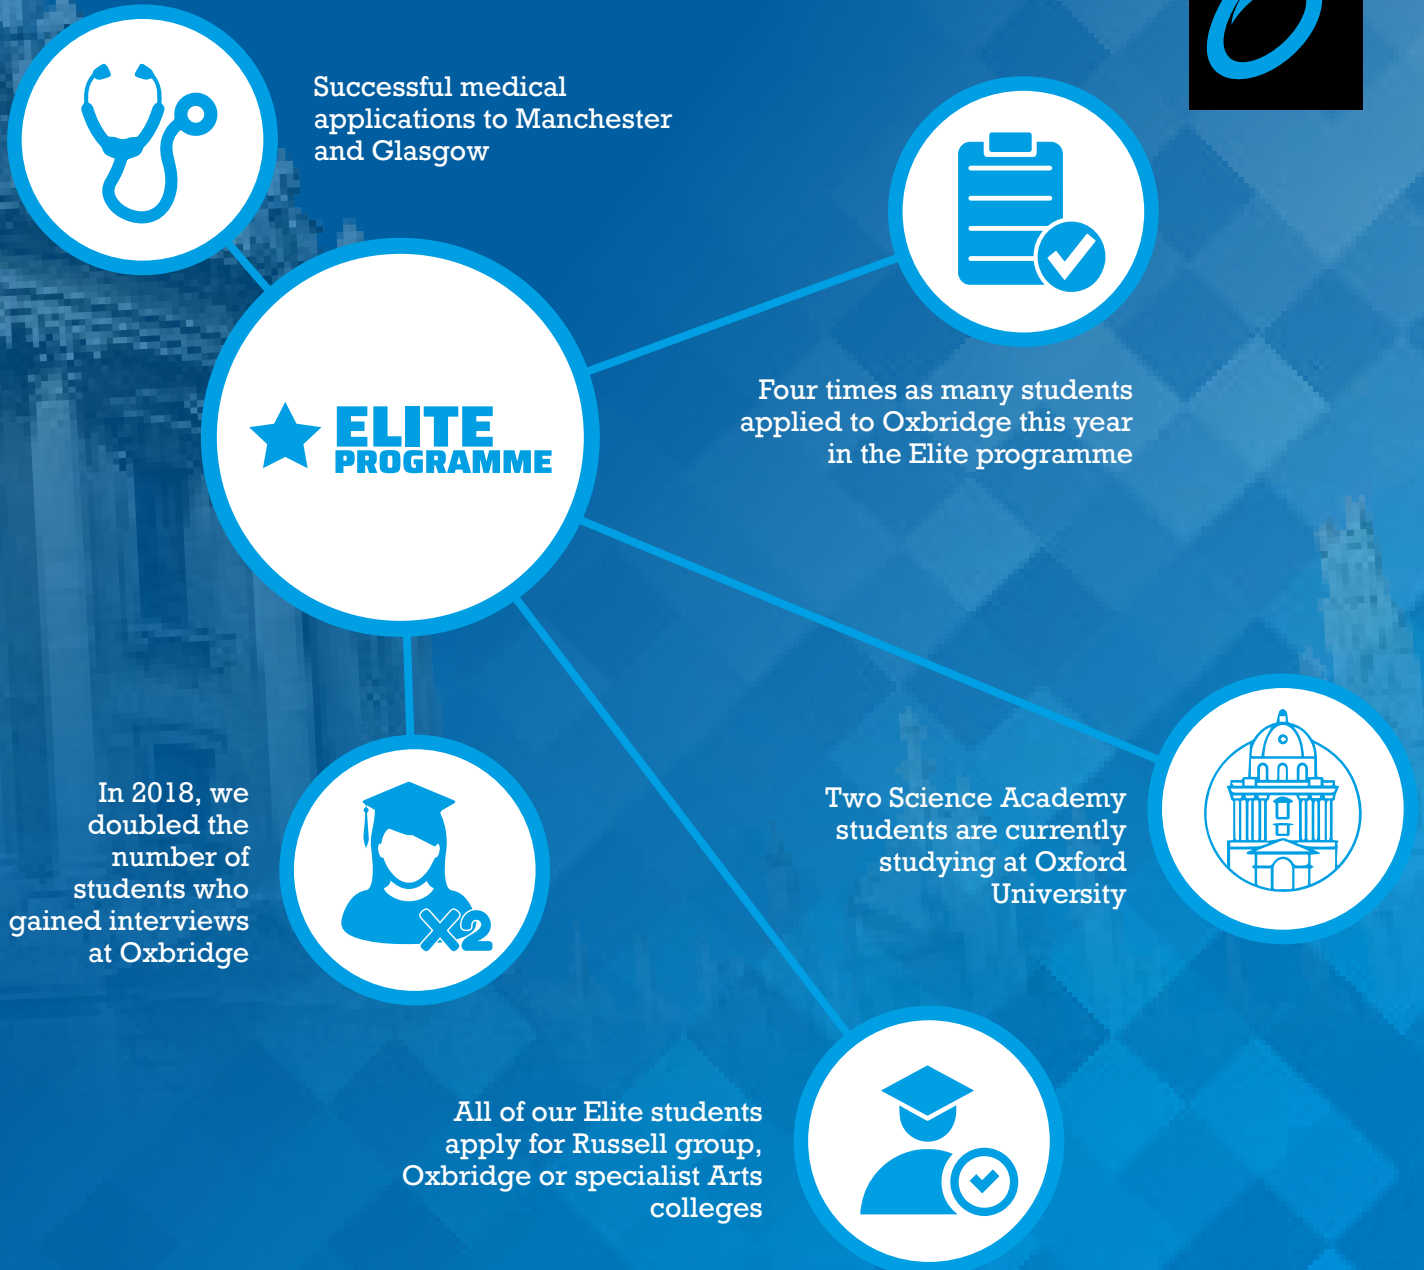 Successful medical
applications to Manchester
and Glasgow
ELITE
PROGRAMME
Four times as many students
applied to Oxbridge this year
in the Elite programme
In 2018, we
doubled the
number of
students who
gained interviews
at Oxbridge
X2
Two Science Academy
students are currently
studying at Oxford
University
All of our Elite students
apply for Russell group,
Oxbridge or specialist Arts
colleges